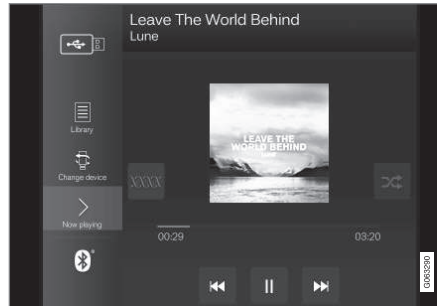 Leave The World Behind
Lune
Library
Change device
Now playing
XXXX
LEAVE THE
WORLD BEHIND
LUNE
00:29
03:20
G063290